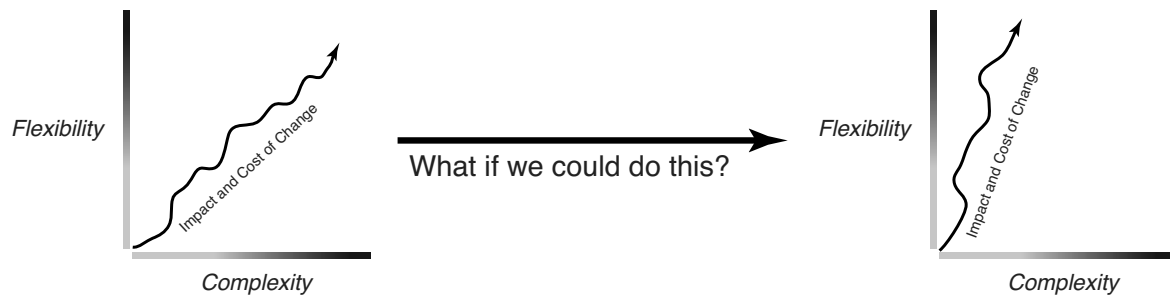 Flexibility
Impact and Cost of Change
Complexity
What if we could do this?
Flexibility
Impact and Cost of Change
Complexity